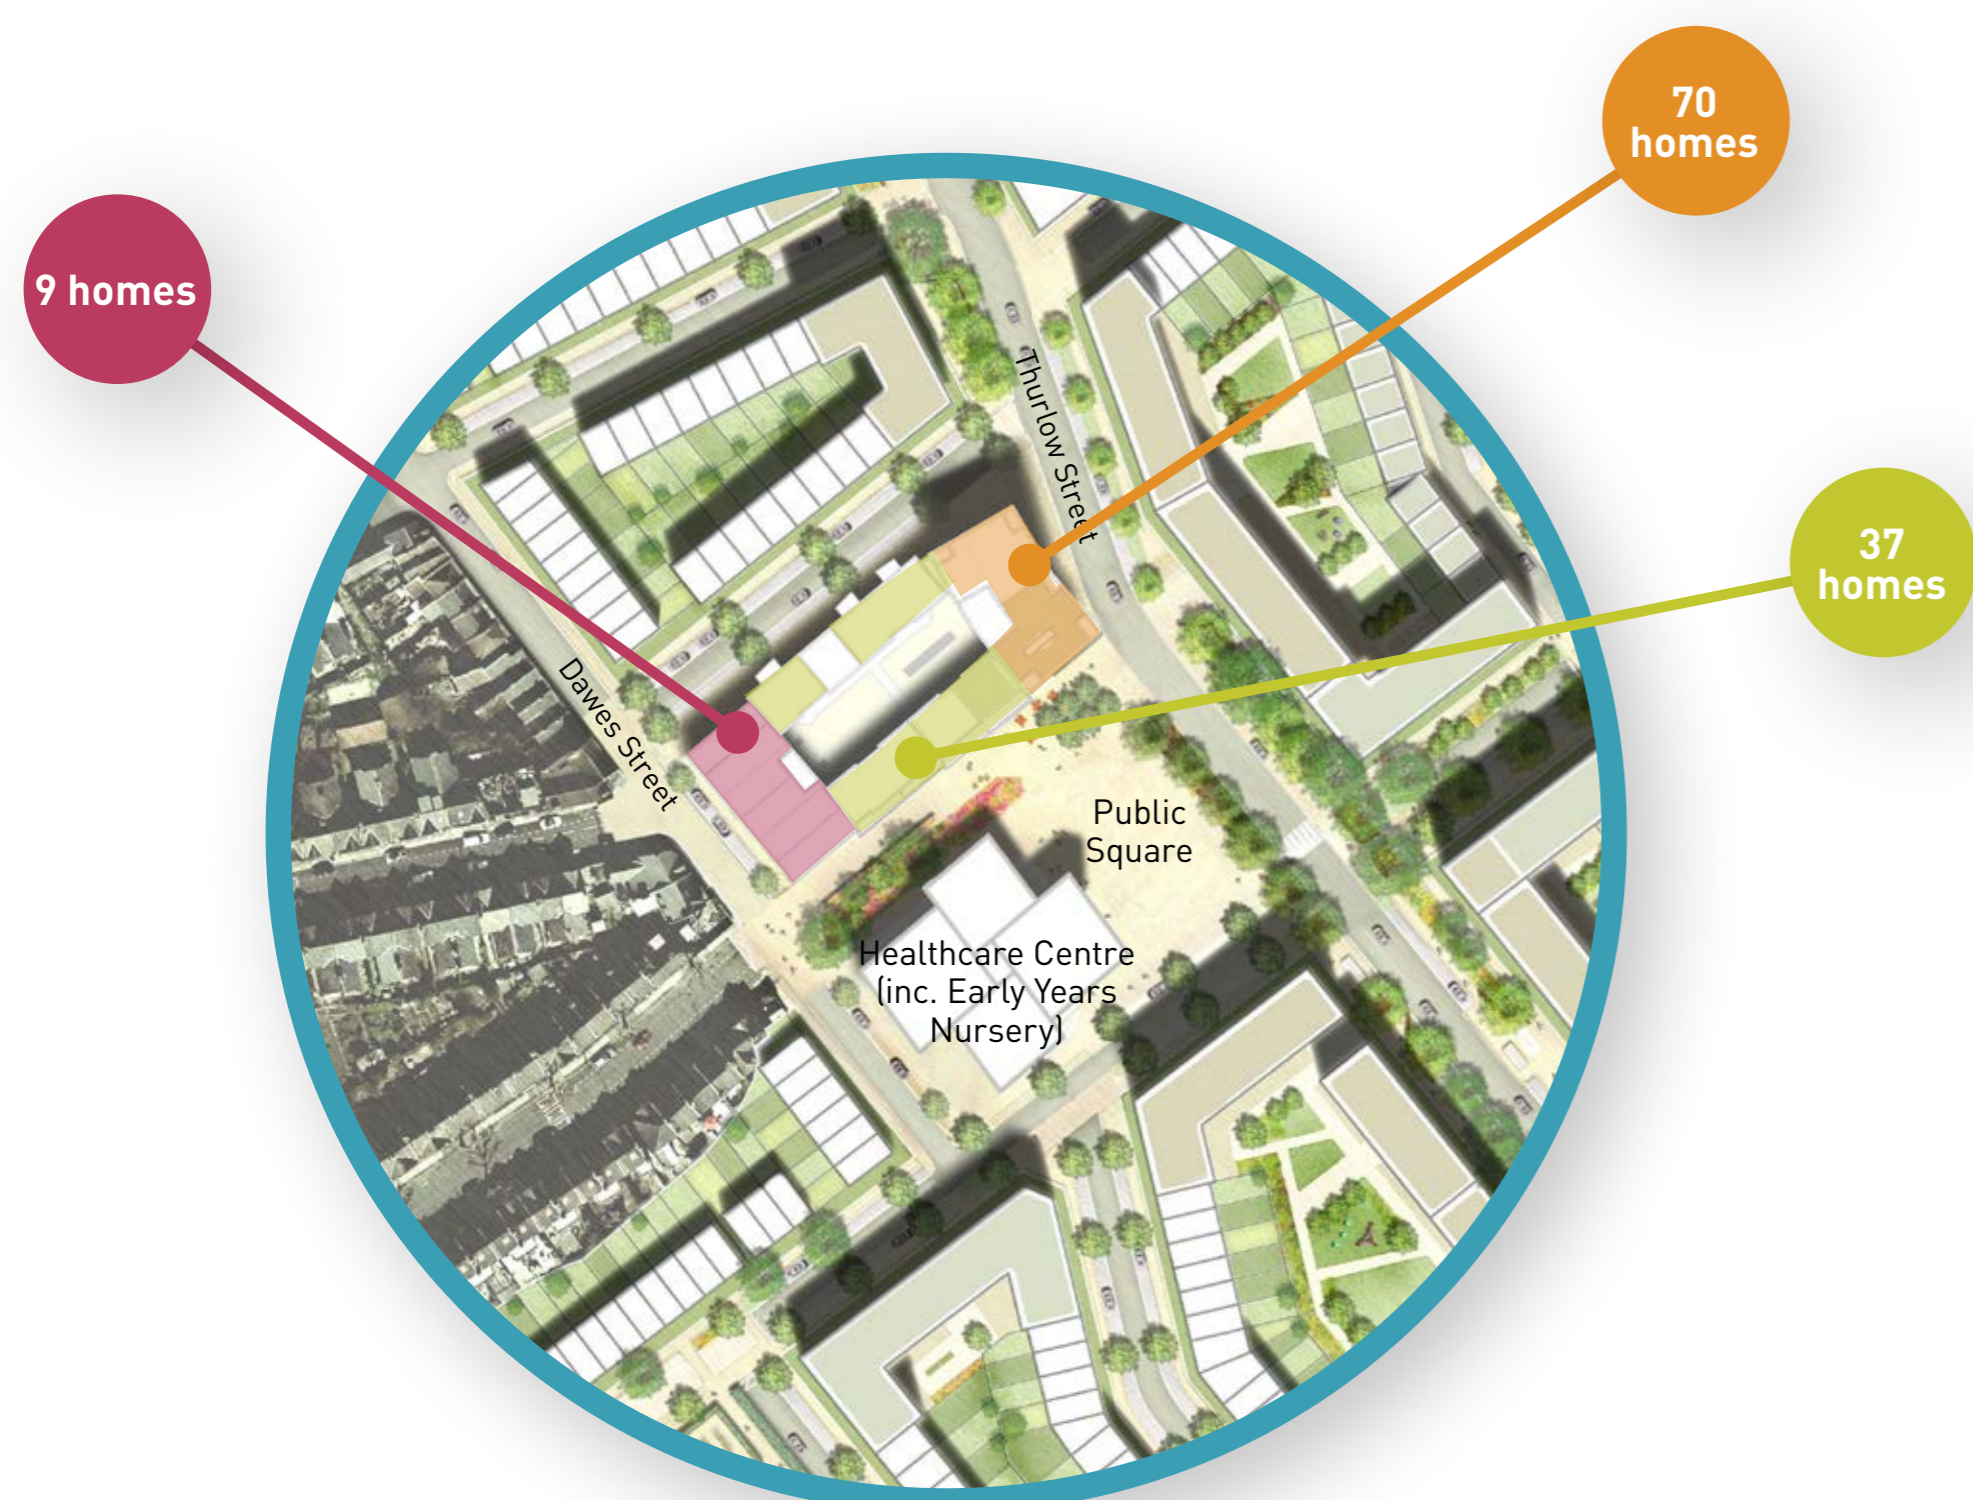 70
homes
9 homes
Thurlow Street
37
homes
Dawes Street
Public
Square
Healthcare Centre
(inc. Early Years
Nursery)